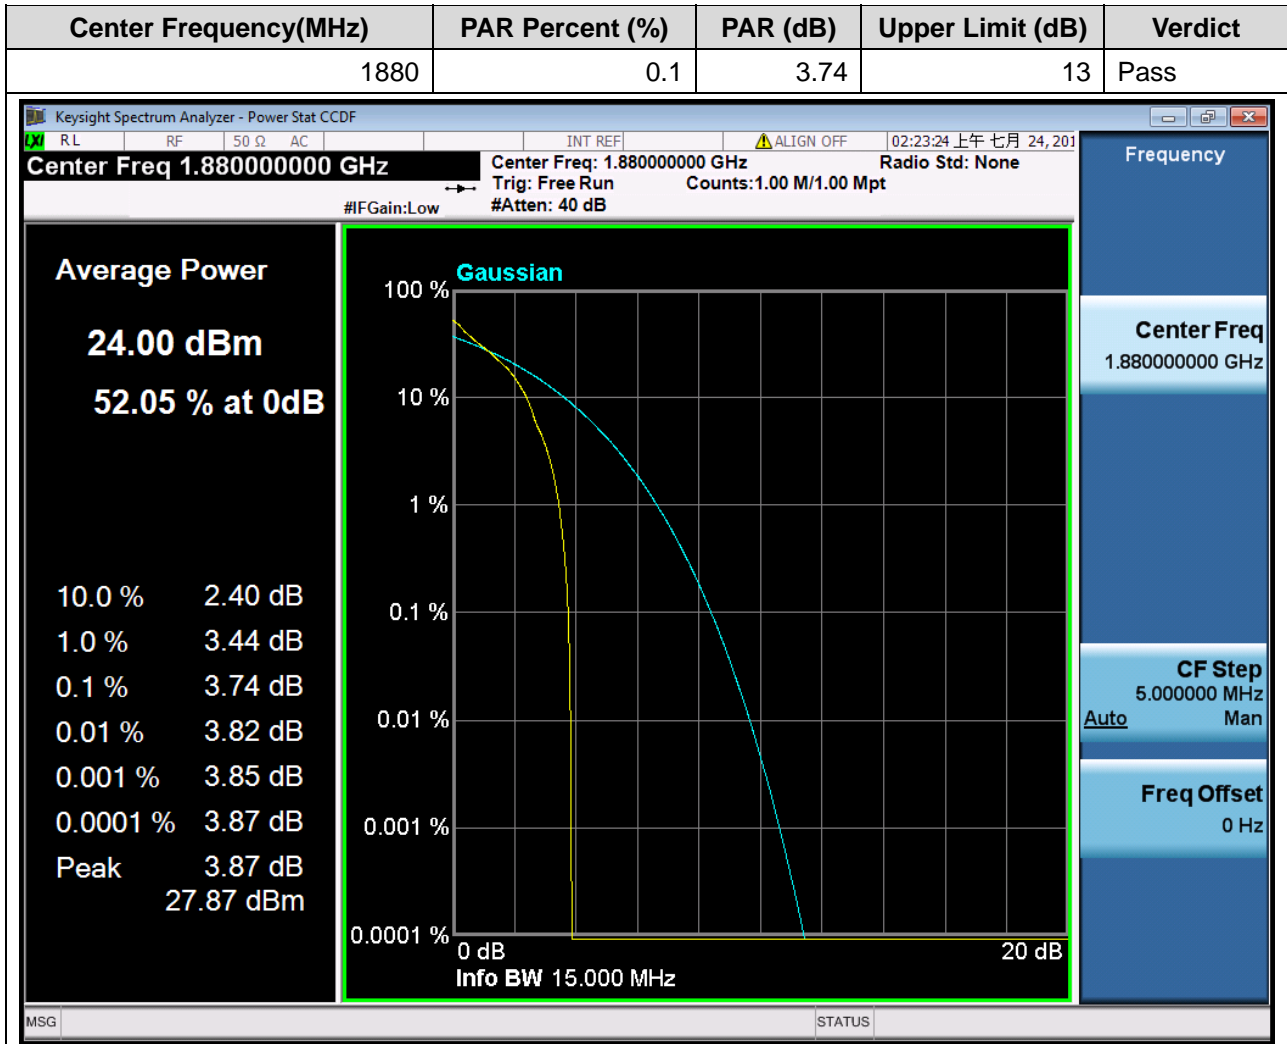 Center Frequency(MHz) PAR Percent (%) PAR (dB) Upper Limit (dB) Verdict
1880 0.1 3.74 13 Pass
Keysight Spectrum Analyzer - Power Stat CCDF
LXI RL RF 50 Ω AC INT REF ALIGN OFF 02:23:24 上午 七月 24, 201
Center Freq 1.880000000 GHz
#IFGain:Low
Center Freq: 1.880000000 GHz Radio Std: None
Trig: Free Run Counts:1.00 M/1.00 Mpt
#Atten: 40 dB
Average Power
24.00 dBm
52.05 % at 0dB
10.0 % 2.40 dB
1.0 % 3.44 dB
0.1 % 3.74 dB
0.01 % 3.82 dB
0.001 % 3.85 dB
0.0001 % 3.87 dB
Peak 3.87 dB
27.87 dBm
Gaussian
100 %
10 %
1 %
0.1 %
0.01 %
0.001 %
0.0001 %
0 dB 20 dB
Info BW 15.000 MHz
Frequency
Center Freq
1.880000000 GHz
CF Step
5.000000 MHz
Auto Man
Freq Offset
0 Hz
MSG STATUS